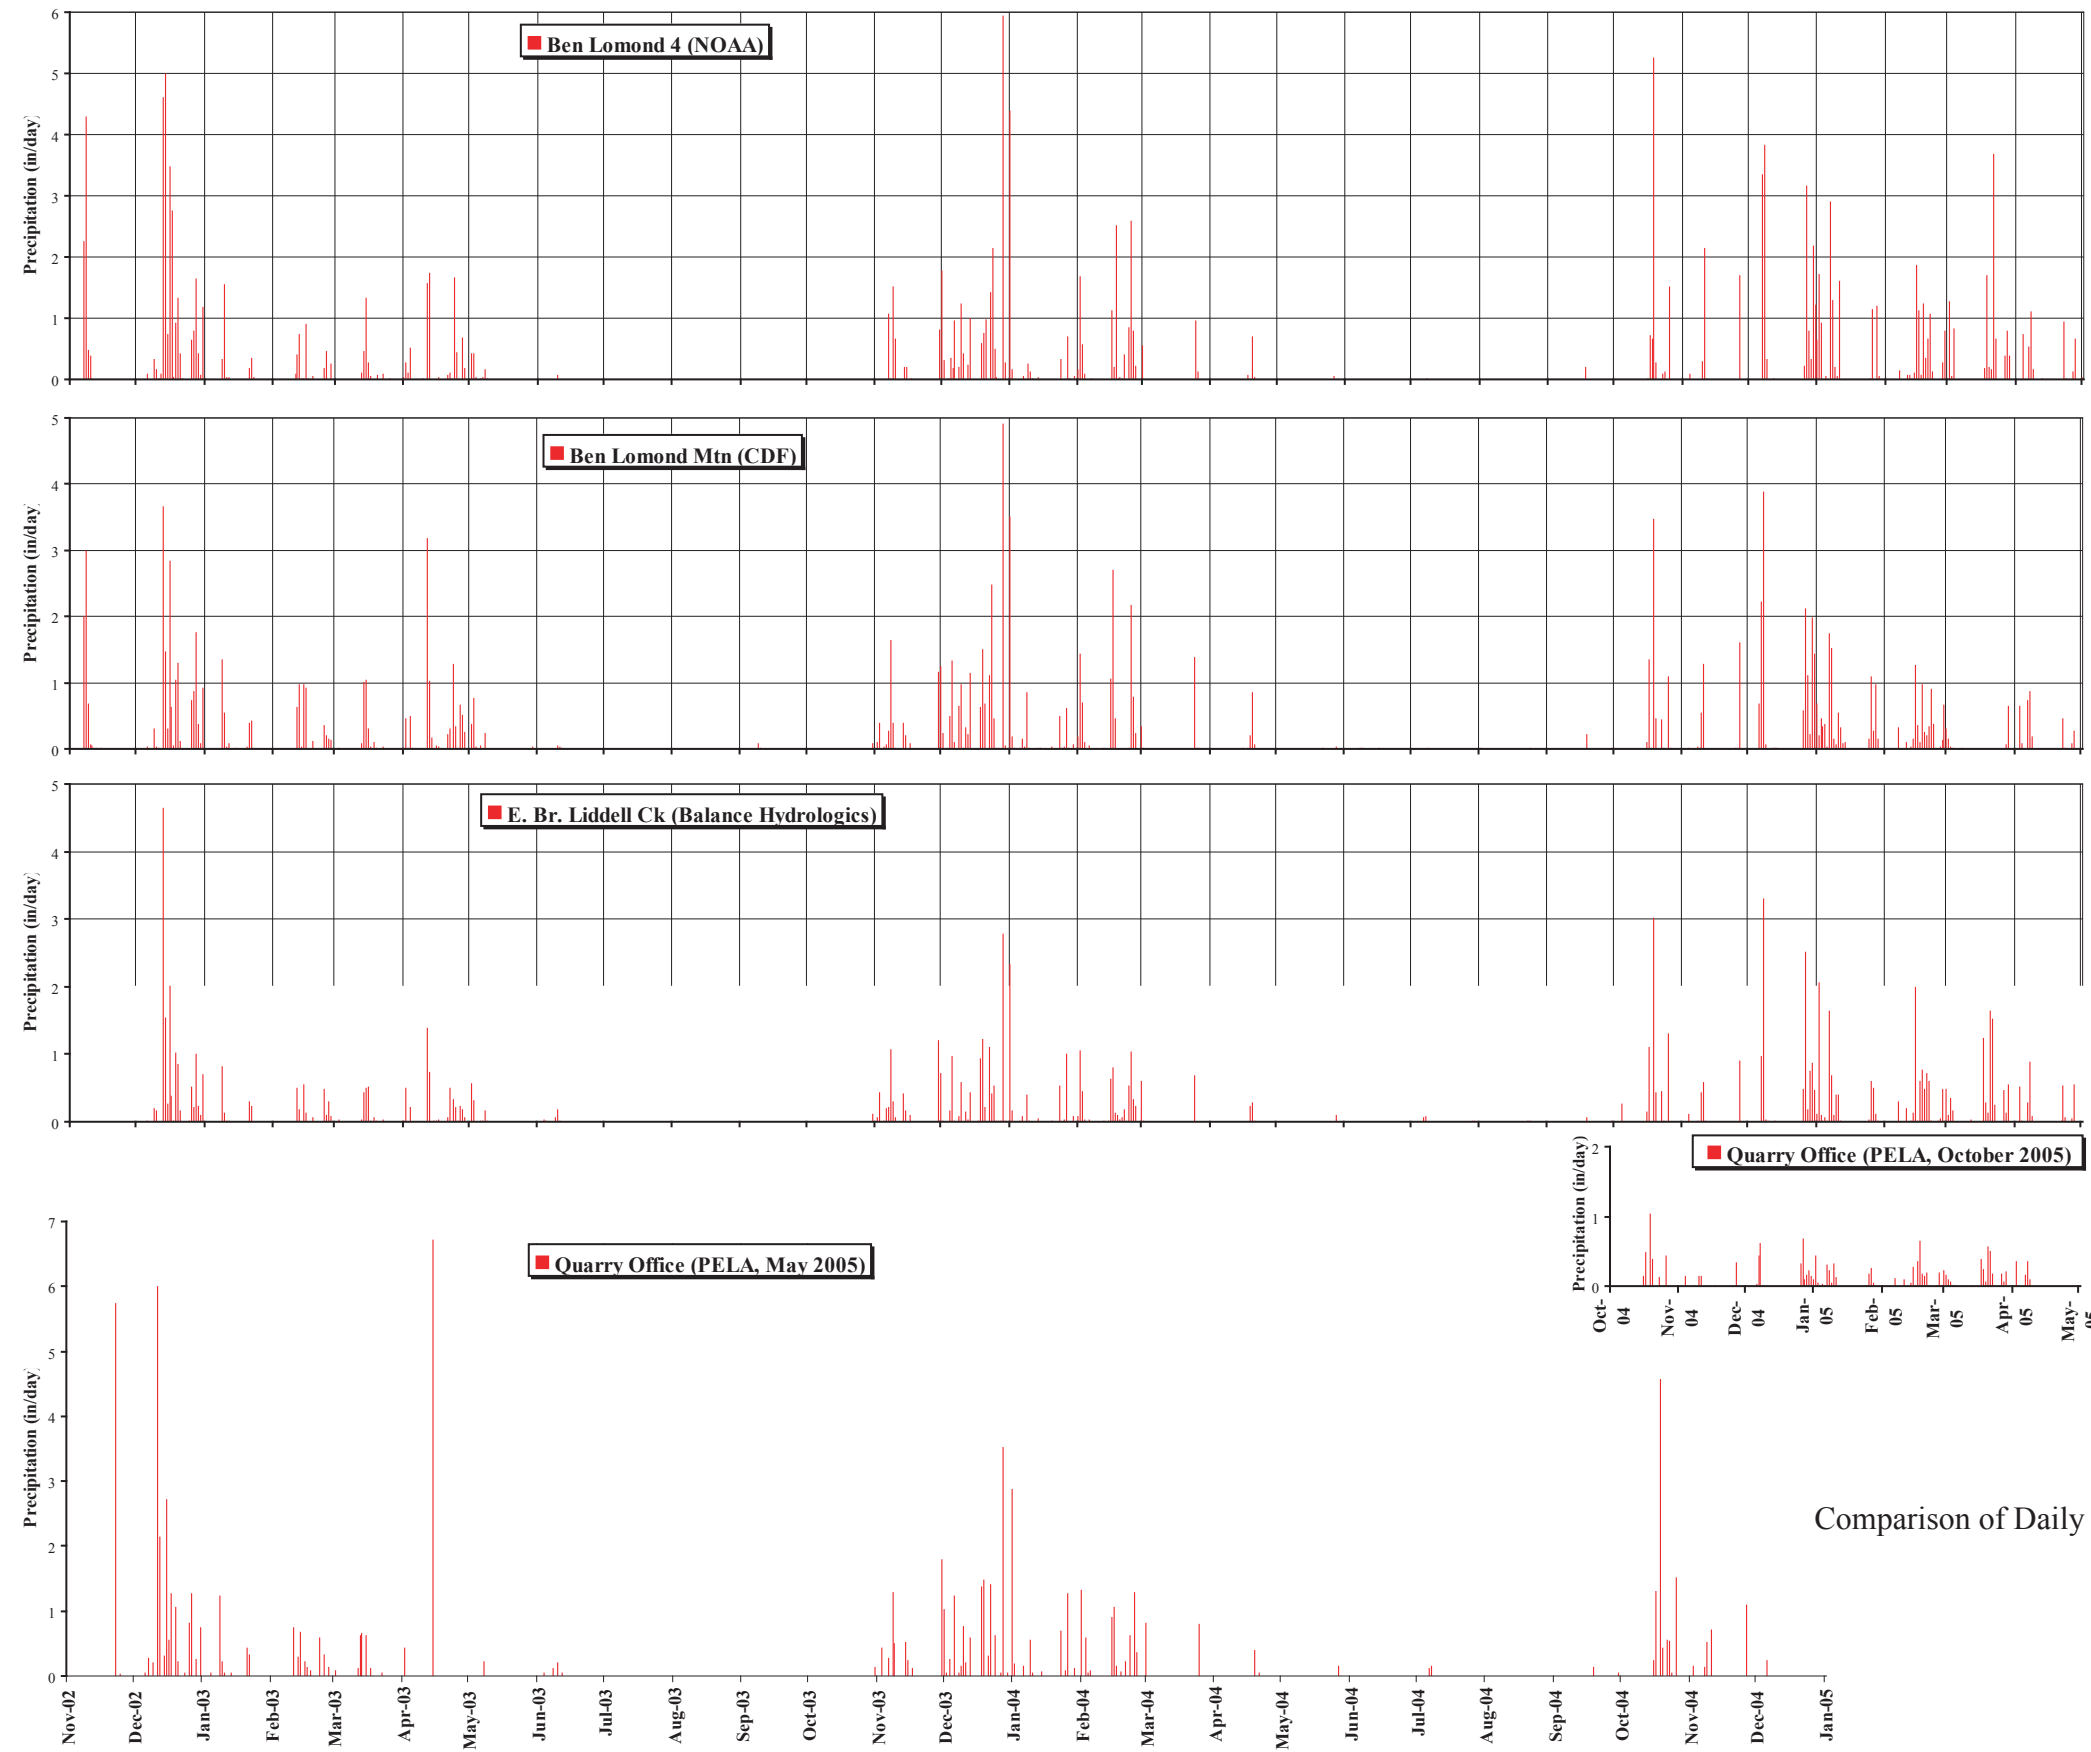 6
Ben Lomond 4 (NOAA)
5
4
3
2
1
0
Precipitation (in/day)
5
Ben Lomond Mtn (CDF)
4
3
2
1
0
Precipitation (in/day)
5
E. Br. Liddell Ck (Balance Hydrologics)
4
3
2
1
0
Precipitation (in/day)
2
Quarry Office (PELA, October 2005)
1
0
Precipitation (in/day)
Oct-04
Nov-04
Dec-04
Jan-05
Feb-05
Mar-05
Apr-05
May-05
7
Quarry Office (PELA, May 2005)
6
5
4
3
2
1
0
Precipitation (in/day)
Comparison of Daily
Nov-02
Dec-02
Jan-03
Feb-03
Mar-03
Apr-03
May-03
Jun-03
Jul-03
Aug-03
Sep-03
Oct-03
Nov-03
Dec-03
Jan-04
Feb-04
Mar-04
Apr-04
May-04
Jun-04
Jul-04
Aug-04
Sep-04
Oct-04
Nov-04
Dec-04
Jan-05